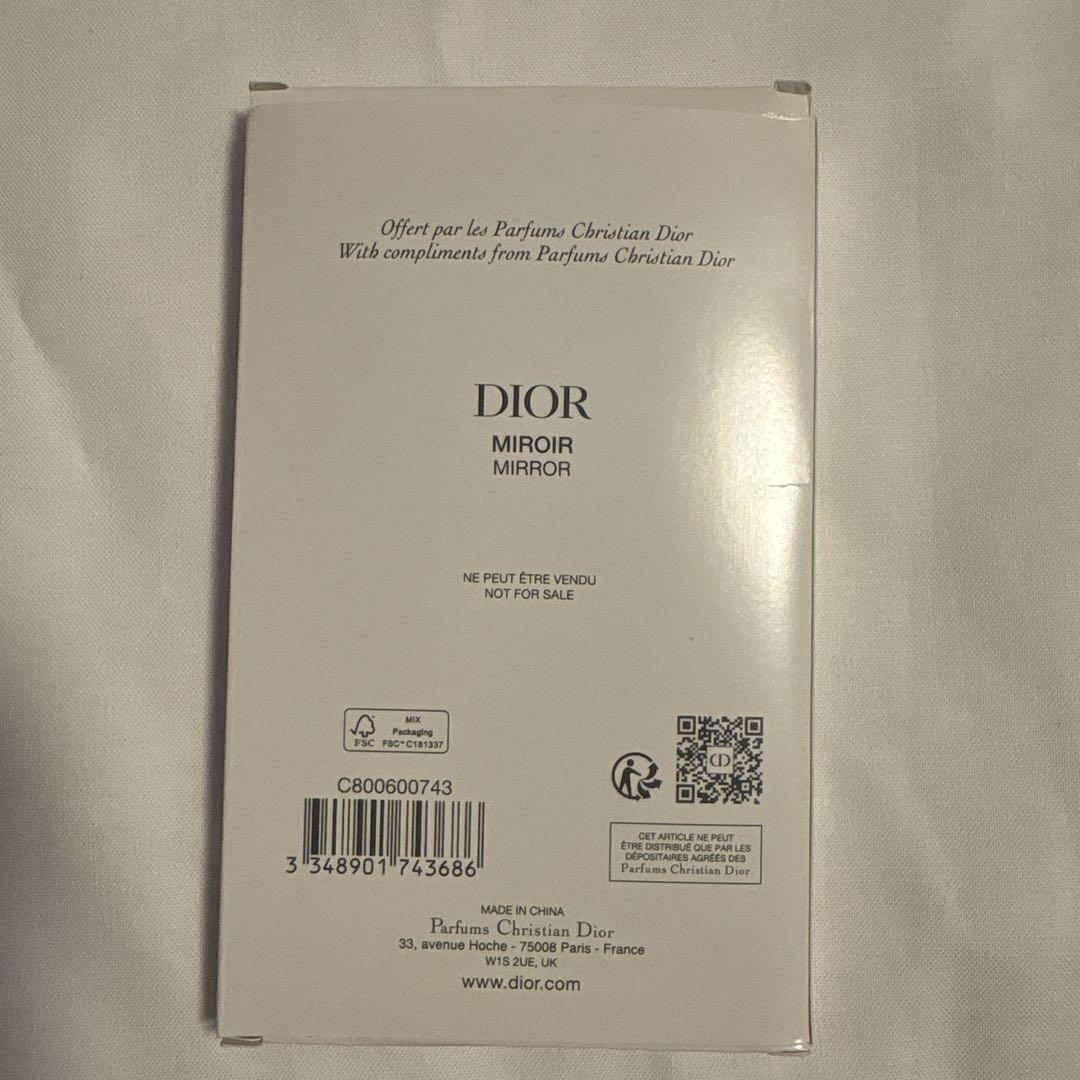 Offert par les Parfums Christian Dior
With compliments from Parfums Christian Dior
DIOR
MIROIR
MIRROR
NE PEUT ÊTRE VENDU
NOT FOR SALE
MIX
Packaging
FSC
FSC™ C181337
C800600743
3 348901 743686
CD
CET ARTICLE NE PEUT
ÊTRE DISTRIBUÉ QUE PAR LES
DÉPOSITAIRES AGRÉÉS DES
Parfums Christian Dior
MADE IN CHINA
Parfums Christian Dior
33, avenue Hoche - 75008 Paris - France
W1S 2UE, UK
www.dior.com